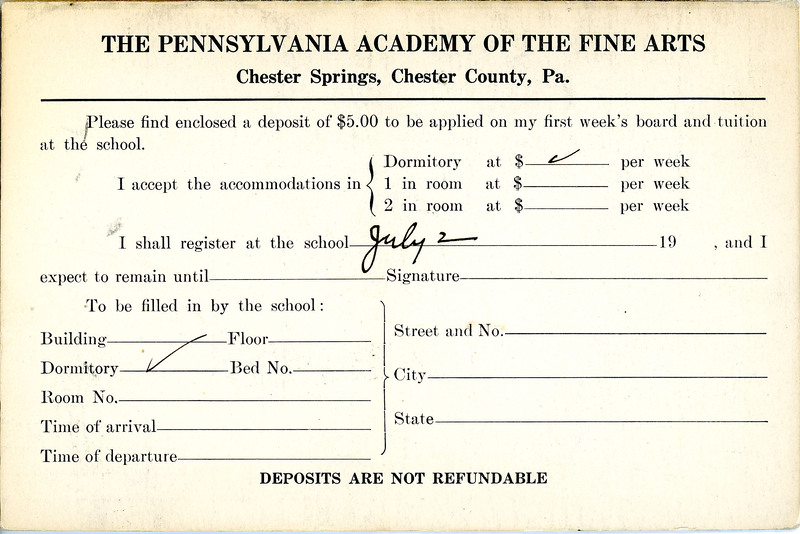 THE PENNSYLVANIA ACADEMY OF THE FINE ARTS
Chester Springs, Chester County, Pa.
Please find enclosed a deposit of $5.00 to be applied on my first week's board and tuition
at the school.
I accept the accommodations in { Dormitory at $ ✓ per week
1 in room at $ per week
2 in room at $ per week
I shall register at the school July 2 19 , and I
expect to remain until Signature
To be filled in by the school:
Building Floor
Dormitory ✓ Bed No.
Room No.
Time of arrival
Time of departure
Street and No.
City
State
DEPOSITS ARE NOT REFUNDABLE